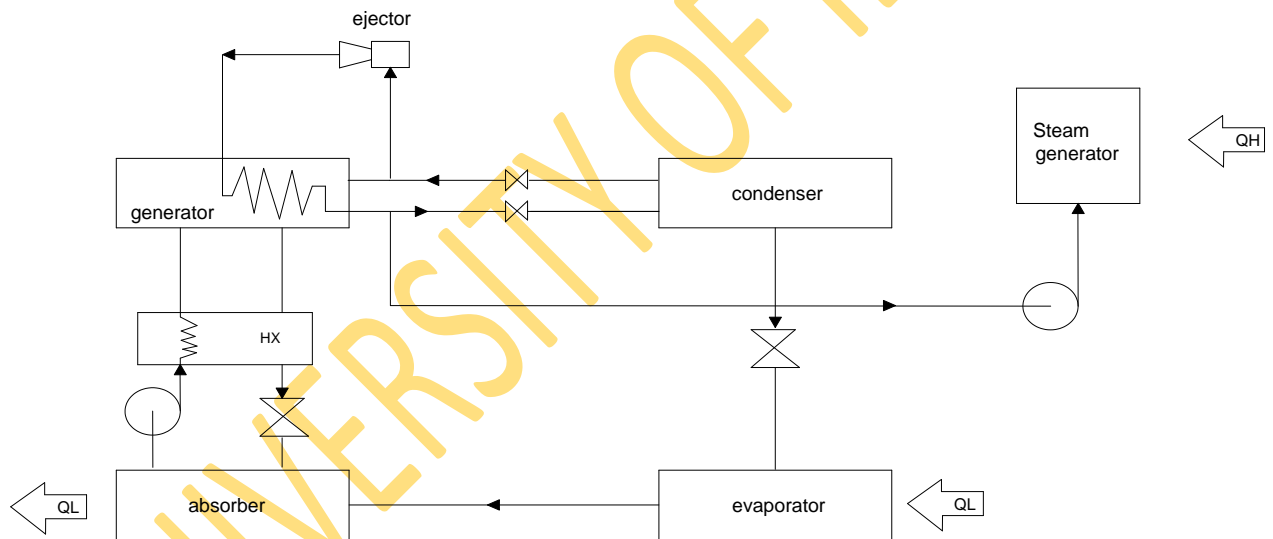 ejector
Steam
generator
QH
condenser
generator
HX
absorber
evaporator
QL
QL
UNIVERSITY OF